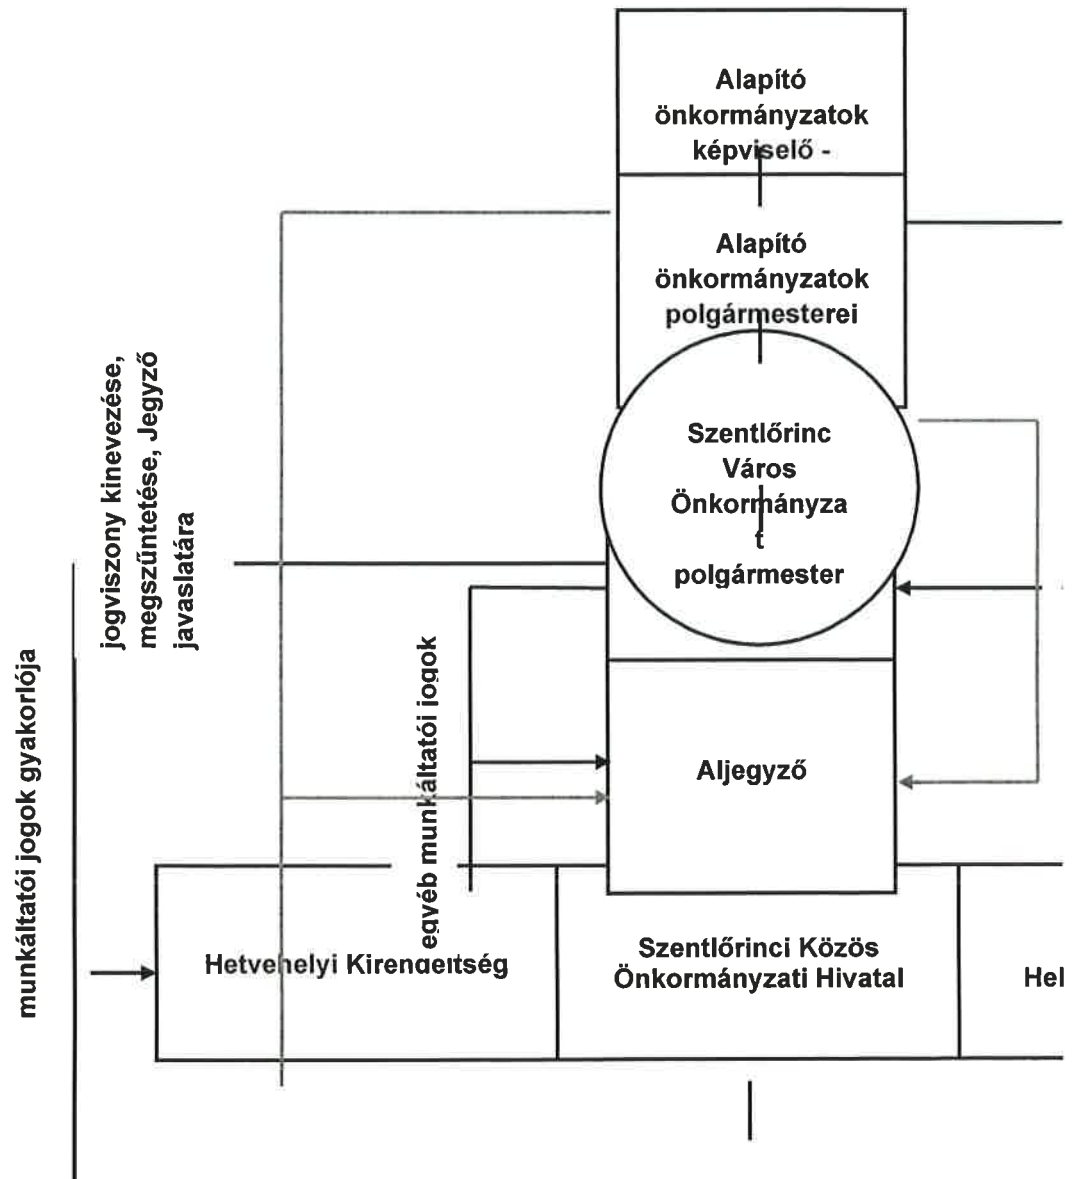 Alapító
önkormányzatok
képviselő -
Alapító
önkormányzatok
polgármesterei
Szentlőrinc
Város
Önkormányza
t
polgármester
jogviszony kinevezése,
megszűntetése, Jegyző
javaslatára
munkáltatói jogok gyakorlója
egyéb munkáltatói jogok
Aljegyző
Hetvehelyi Kirendeltség
Szentlőrinci Közös
Önkormányzati Hivatal
Hel